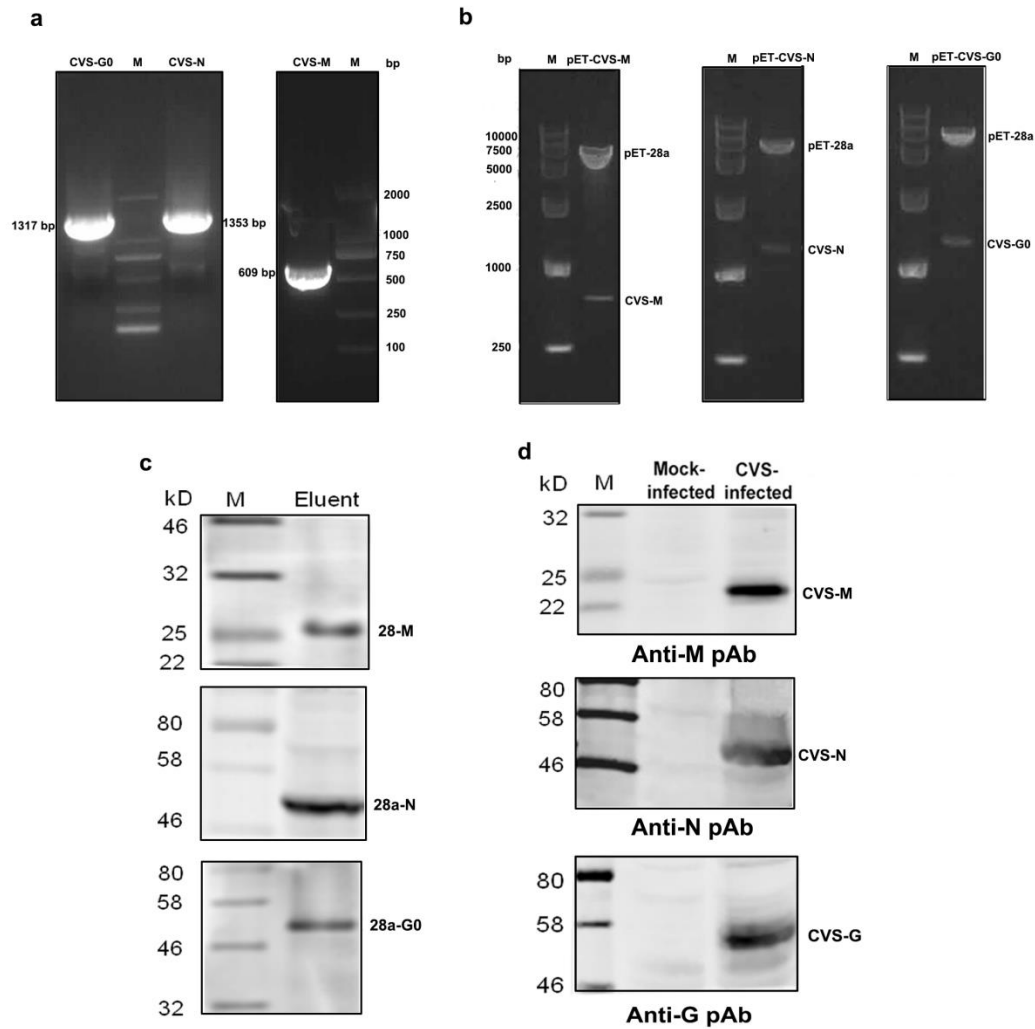 a
CVS-G0 M CVS-N
CVS-M M bp
1317 bp
1353 bp
609 bp
2000
1000
750
500
250
100
b
bp
M pET-CVS-M
10000
7500
5000
2500
1000
250
pET-28a
CVS-M
M pET-CVS-N
pET-28a
CVS-N
M pET-CVS-G0
pET-28a
CVS-G0
c
kD M Eluent
46
32
25
22
28-M
80
58
46
28a-N
80
58
46
32
28a-G0
d
kD M
Mock-
infected
CVS-
infected
32
25
22
CVS-M
Anti-M pAb
80
58
46
CVS-N
Anti-N pAb
80
58
46
CVS-G
Anti-G pAb